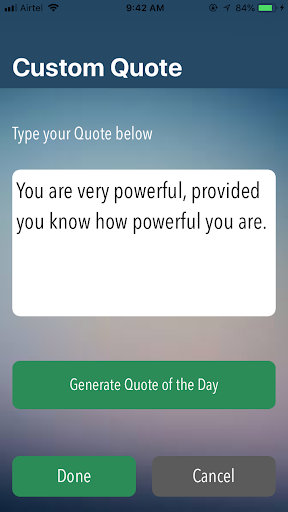 Airtel 9:42 AM 84%
Custom Quote
Type your Quote below
You are very powerful, provided
you know how powerful you are.
Generate Quote of the Day
Done Cancel